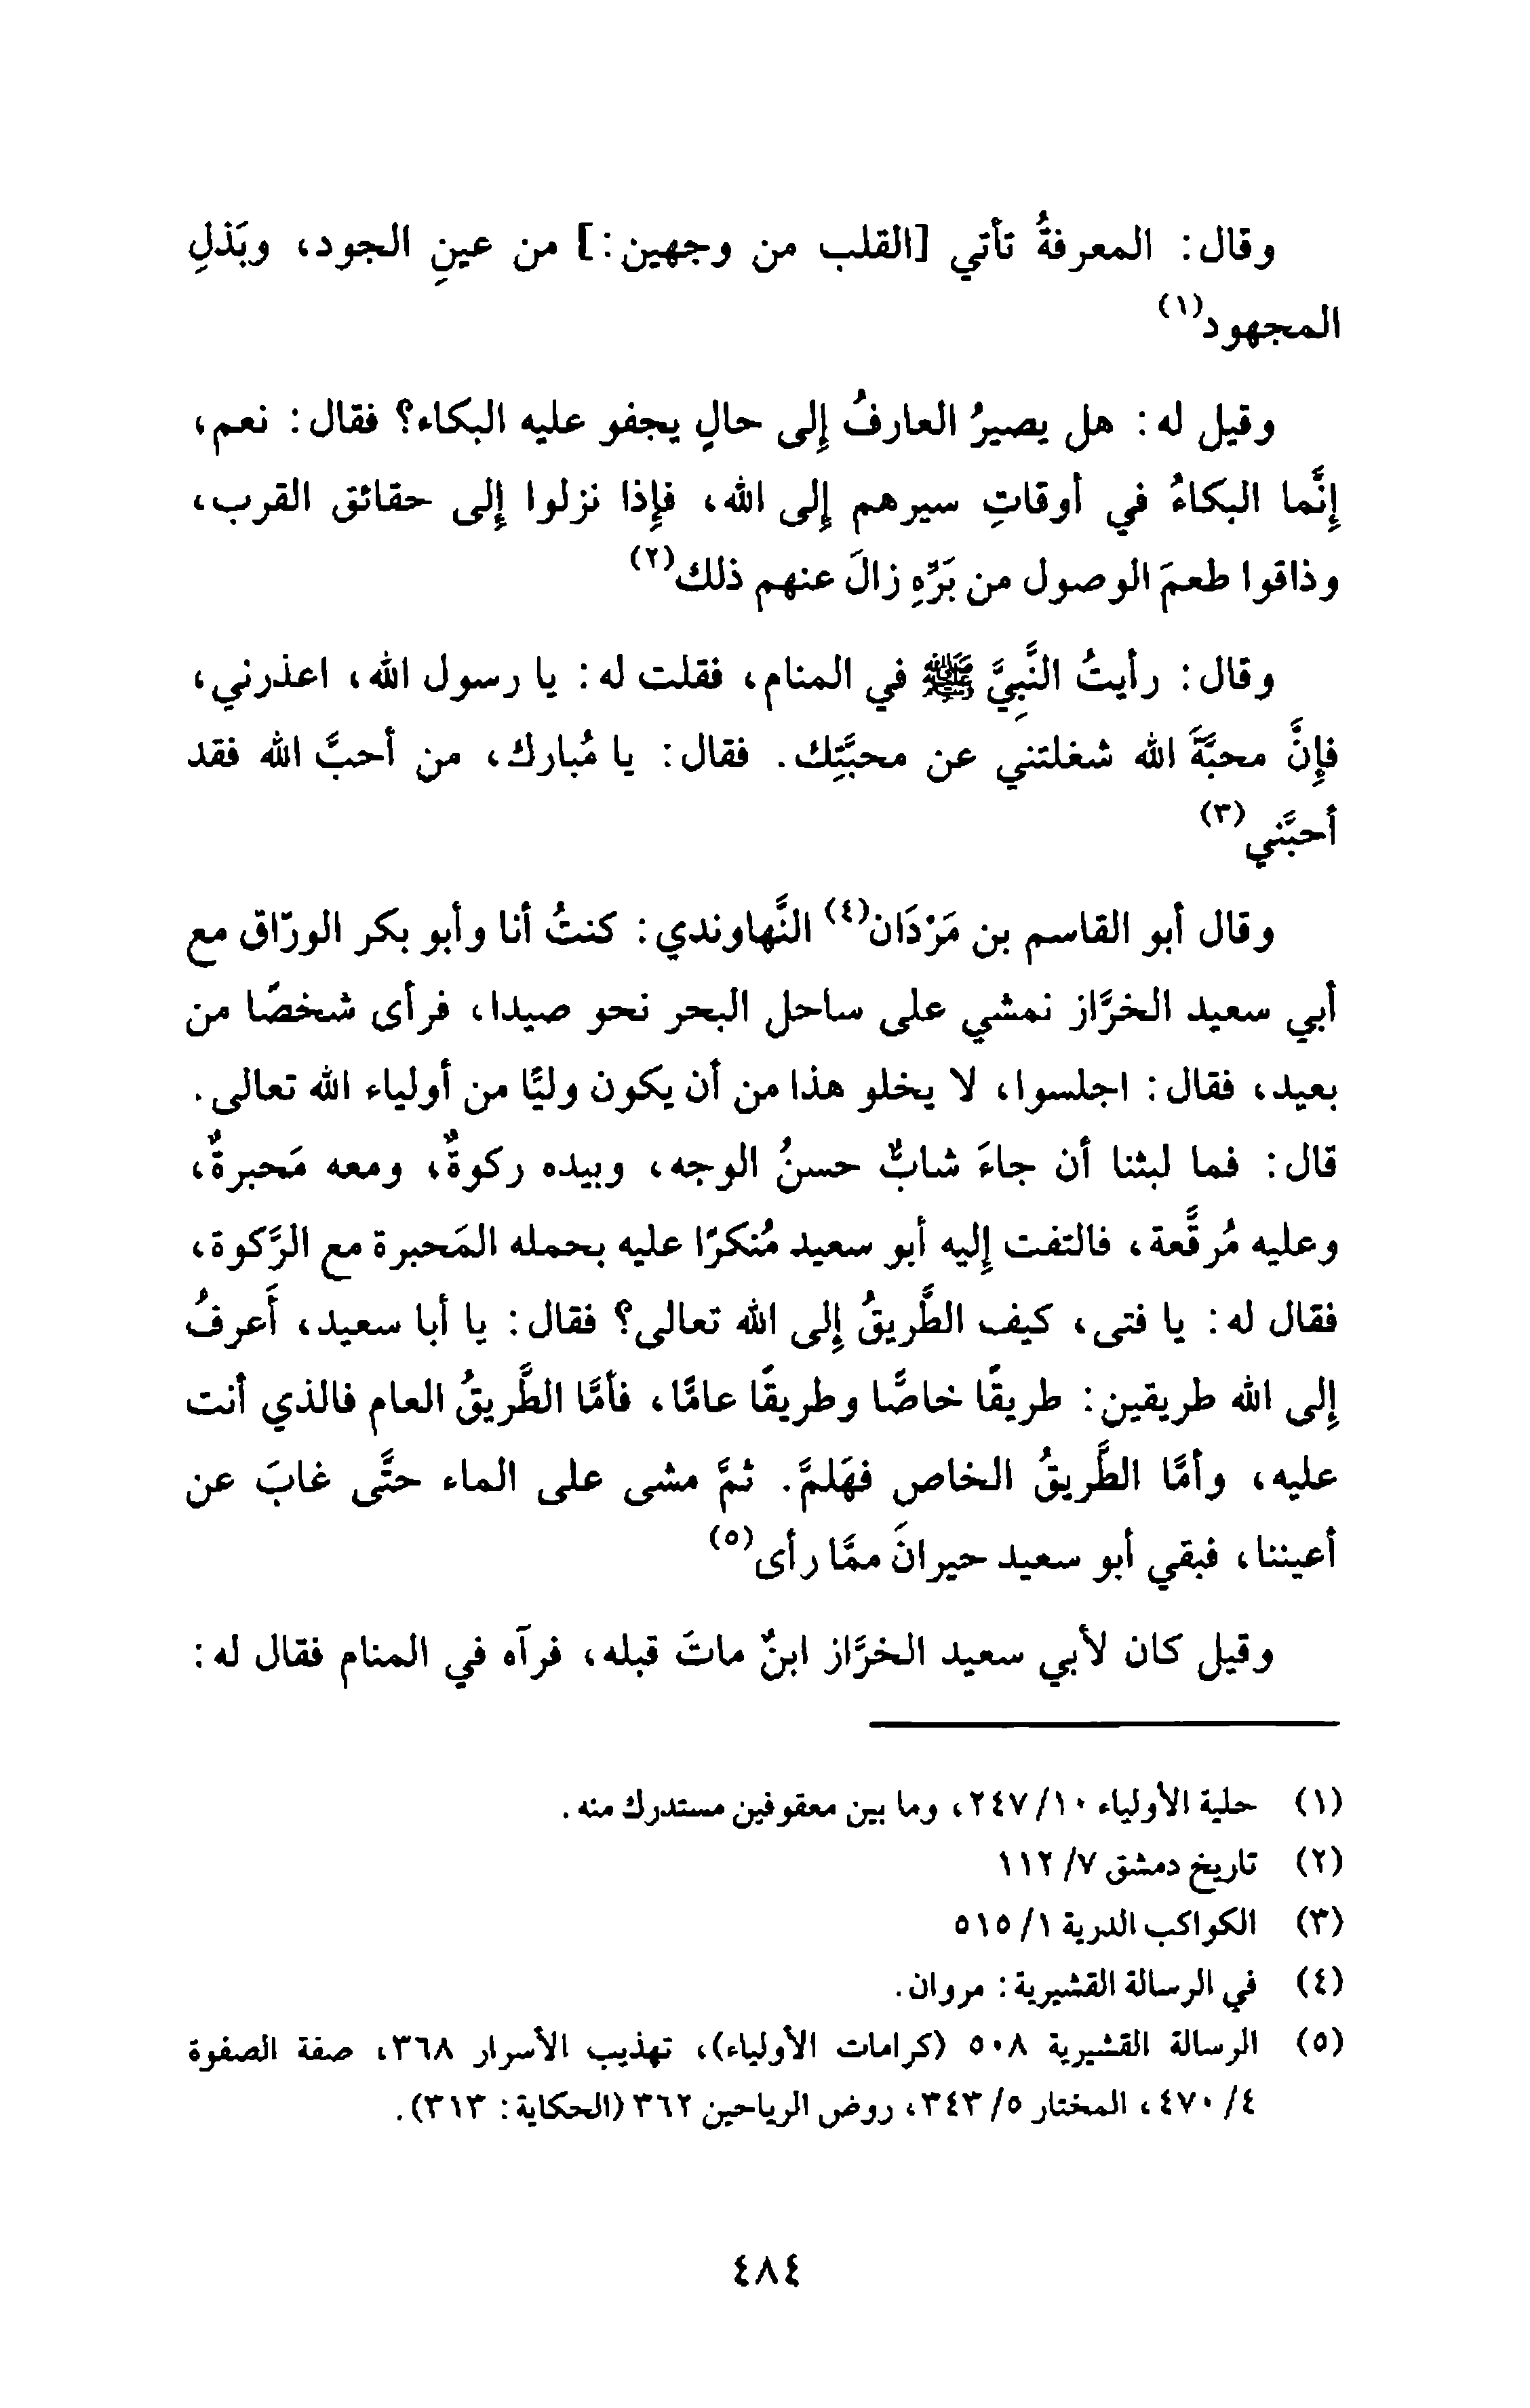 وقال: المعرفةُ تأتي [القلب من وجهين:] من عينِ الجود، وبَذلِ
المجهود(١)
وقيل له: هل يصيرُ العارفُ إلى حالٍ يجفو عليه البكاء؟ فقال: نعم،
إنَّما البكاءُ في أوقاتِ سيرهم إلى الله، فإذا نزلوا إلى حقائق القرب،
وذاقوا طعمَ الوصول من بَرِّهِ زالَ عنهم ذلك(٢)
وقال: رأيتُ النَّبِيَّ ﷺ في المنام، فقلت له: يا رسول الله، اعذرني،
فإنَّ محبَّةَ الله شغلتني عن محبَّتِك. فقال: يا مُبارك، من أحبَّ الله فقد
أحبَّني(٣)
وقال أبو القاسم بن مَرْدَان(٤) النَّهاوندي: كنتُ أنا وأبو بكر الورّاق مع
أبي سعيد الخرَّاز نمشي على ساحل البحر نحو صيدا، فرأى شخصًا من
بعيد، فقال: اجلسوا، لا يخلو هذا من أن يكون وليًّا من أولياء الله تعالى.
قال: فما لبثنا أن جاءَ شابٌّ حسنُ الوجه، وبيده ركوةٌ، ومعه مَحبرةٌ،
وعليه مُرقَّعة، فالتفت إليه أبو سعيد مُنكرًا عليه بحمله المَحبرة مع الرَّكوة،
فقال له: يا فتى، كيف الطَّريقُ إلى الله تعالى؟ فقال: يا أبا سعيد، أَعرفُ
إلى الله طريقين: طريقًا خاصًّا وطريقًا عامًّا، فأمَّا الطَّريقُ العام فالذي أنت
عليه، وأمَّا الطَّريقُ الخاص فهَلمَّ. ثمَّ مشى على الماء حتَّى غابَ عن
أعيننا، فبقي أبو سعيد حيرانَ ممَّا رأى(٥)
وقيل كان لأبي سعيد الخرَّاز ابنٌ ماتَ قبله، فرآه في المنام فقال له:
(١) حلية الأولياء ١٠/ ٢٤٧، وما بين معقوفين مستدرك منه.
(٢) تاريخ دمشق ٧/ ١١٢
(٣) الكواكب الدرية ١/ ٥١٥
(٤) في الرسالة القشيرية: مروان.
(٥) الرسالة القشيرية ٥٠٨ (كرامات الأولياء)، تهذيب الأسرار ٣٦٨، صفة الصفوة
٤/ ٤٧٠، المختار ٥/ ٣٤٣، روض الرياحين ٣٦٢ (الحكاية: ٣١٣).
٤٨٤